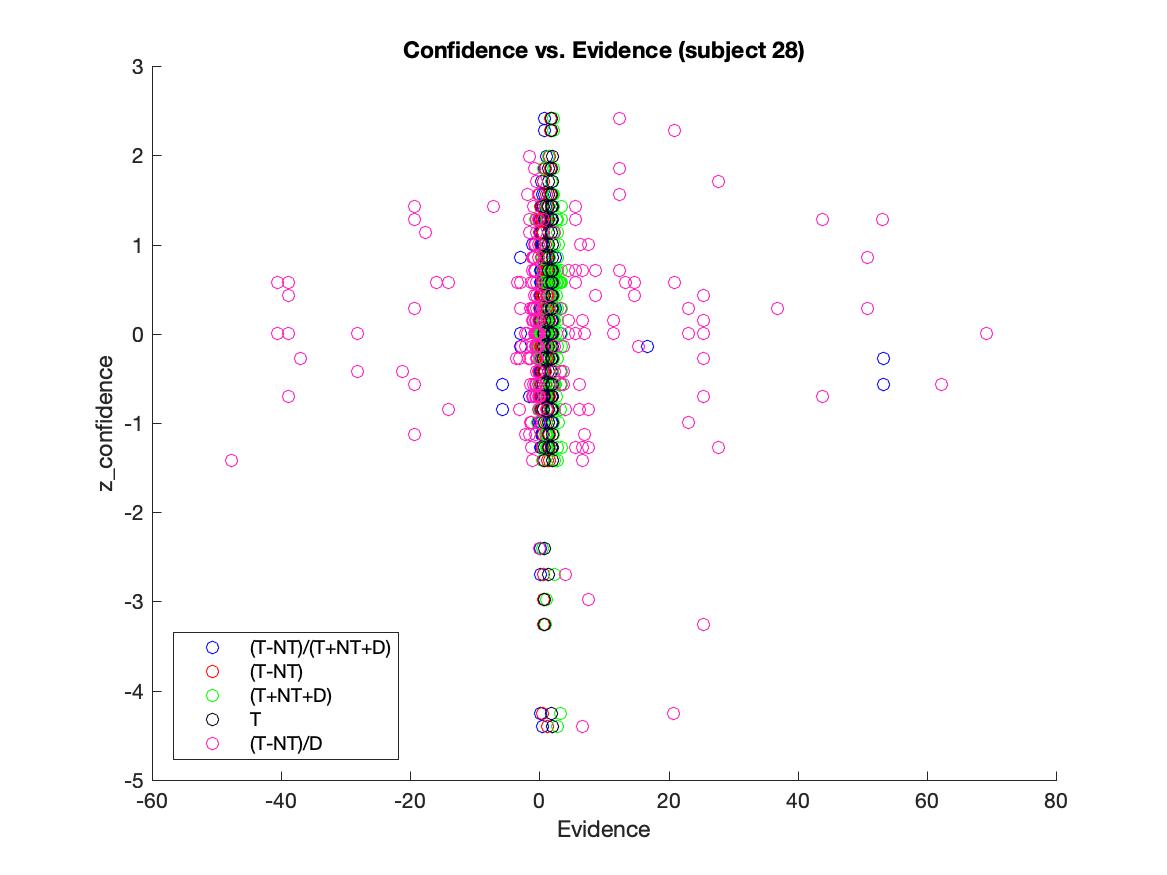 Confidence vs. Evidence (subject 28)
3
2
1
0
-1
-2
-3
-4
-5
z_confidence
(T-NT)/(T+NT+D)
(T-NT)
(T+NT+D)
T
(T-NT)/D
-60 -40 -20 0 20 40 60 80
Evidence